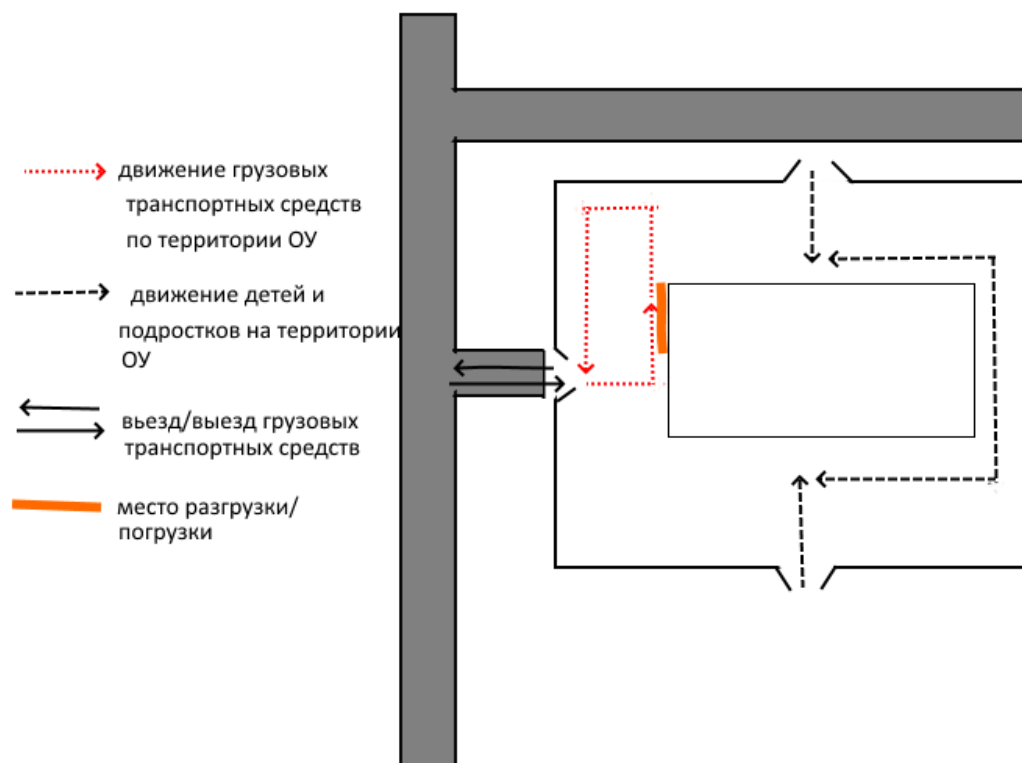 движение грузовых
транспортных средств
по территории ОУ
движение детей и
подростков на территории
ОУ
вьезд/выезд грузовых
транспортных средств
место разгрузки/
погрузки